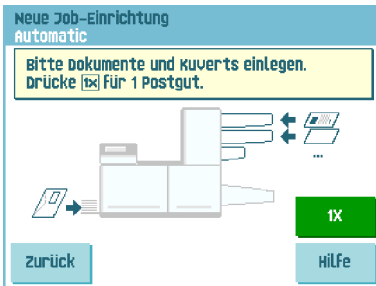 Neue Job-Einrichtung
Automatic
Bitte Dokumente und Kuverts einlegen.
Drücke 1x für 1 Postgut.
...
1X
Zurück
Hilfe